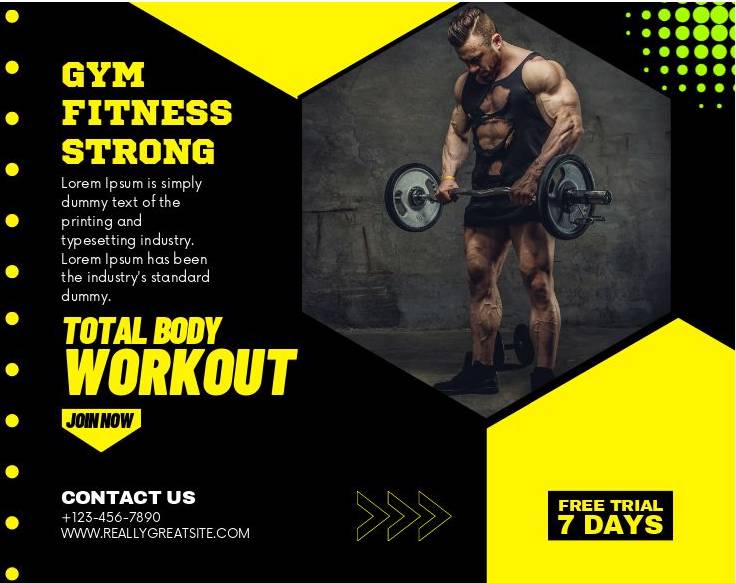 GYM
FITNESS
STRONG
Lorem Ipsum is simply
dummy text of the
printing and
typesetting industry.
Lorem Ipsum has been
the industry's standard
dummy.
TOTAL BODY
WORKOUT
JOIN NOW
CONTACT US
+123-456-7890
WWW.REALLYGREATSITE.COM
FREE TRIAL
7 DAYS